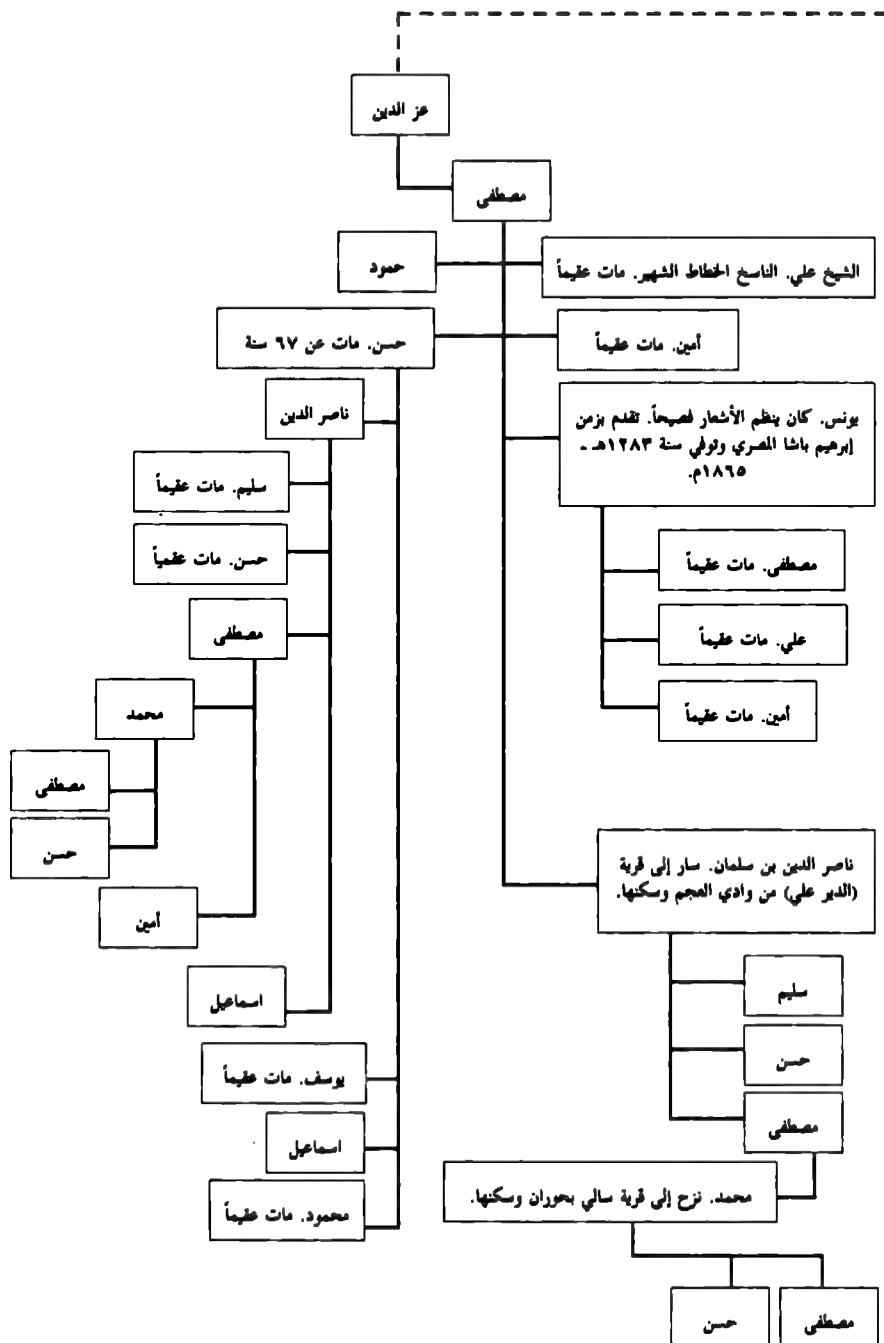 عز الدين
مصطفى
الشيخ علي. الناسخ الخطاط الشهير. مات عقيماً
حمود
أمين. مات عقيماً
حسن. مات عن ٦٧ سنة
يونس. كان ينظم الأشعار فصيحاً. تقدم بزمن
إبرهيم باشا المصري وتوفي سنة ١٢٨٣هـ ـ
١٨٦٥م.
مصطفى. مات عقيماً
علي. مات عقيماً
أمين. مات عقيماً
ناصر الدين بن سلمان. سار إلى قرية
(الدير علي) من وادي العجم وسكنها.
سليم
حسن
مصطفى
محمد. نزح إلى قرية سالي بحوران وسكنها.
مصطفى
حسن
ناصر الدين
سليم. مات عقيماً
حسن. مات عقمياً
مصطفى
محمد
مصطفى
حسن
أمين
اسماعيل
يوسف. مات عقيماً
اسماعيل
محمود. مات عقيماً